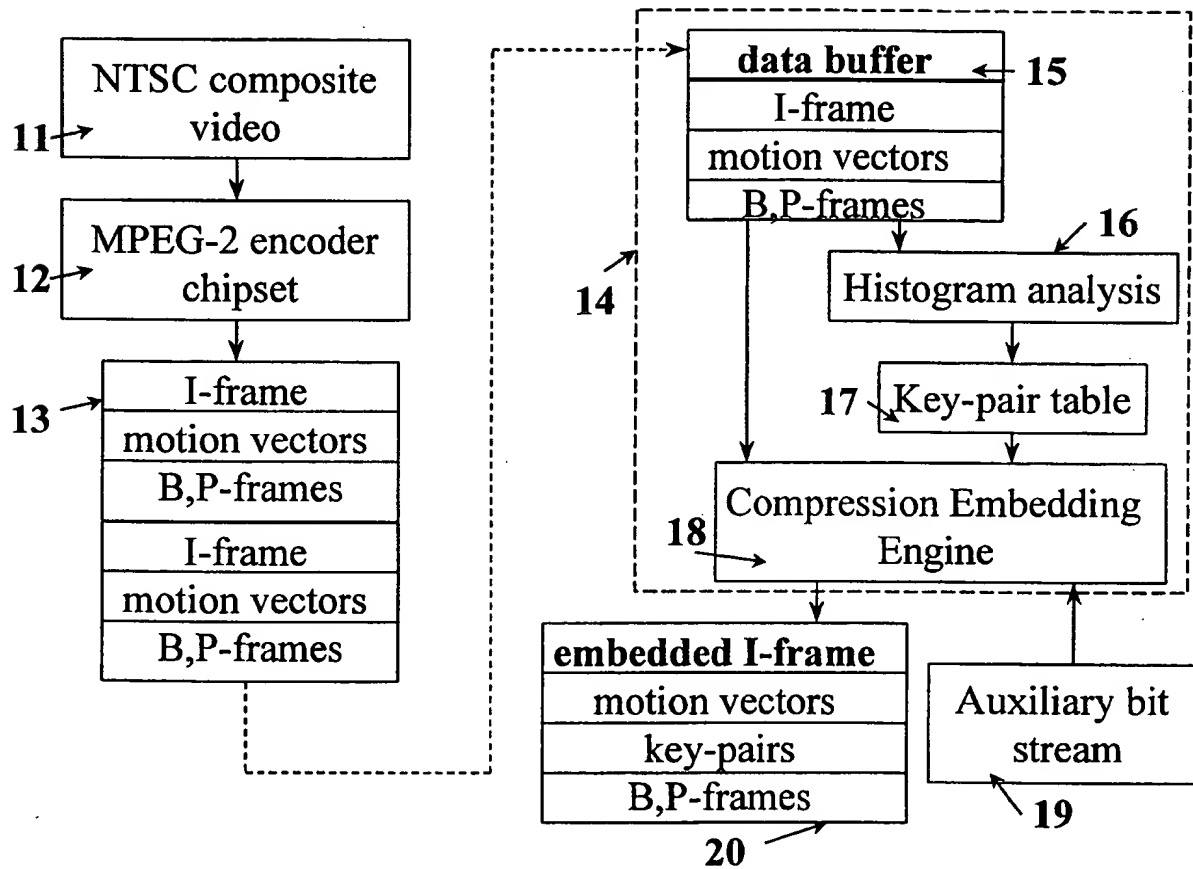 NTSC composite
video
11
MPEG-2 encoder
chipset
12
I-frame
13
motion vectors
B,P-frames
I-frame
motion vectors
B,P-frames
data buffer
15
I-frame
motion vectors
B,P-frames
14
16
Histogram analysis
17
Key-pair table
Compression Embedding
Engine
18
embedded I-frame
motion vectors
key-pairs
B,P-frames
20
Auxiliary bit
stream
19